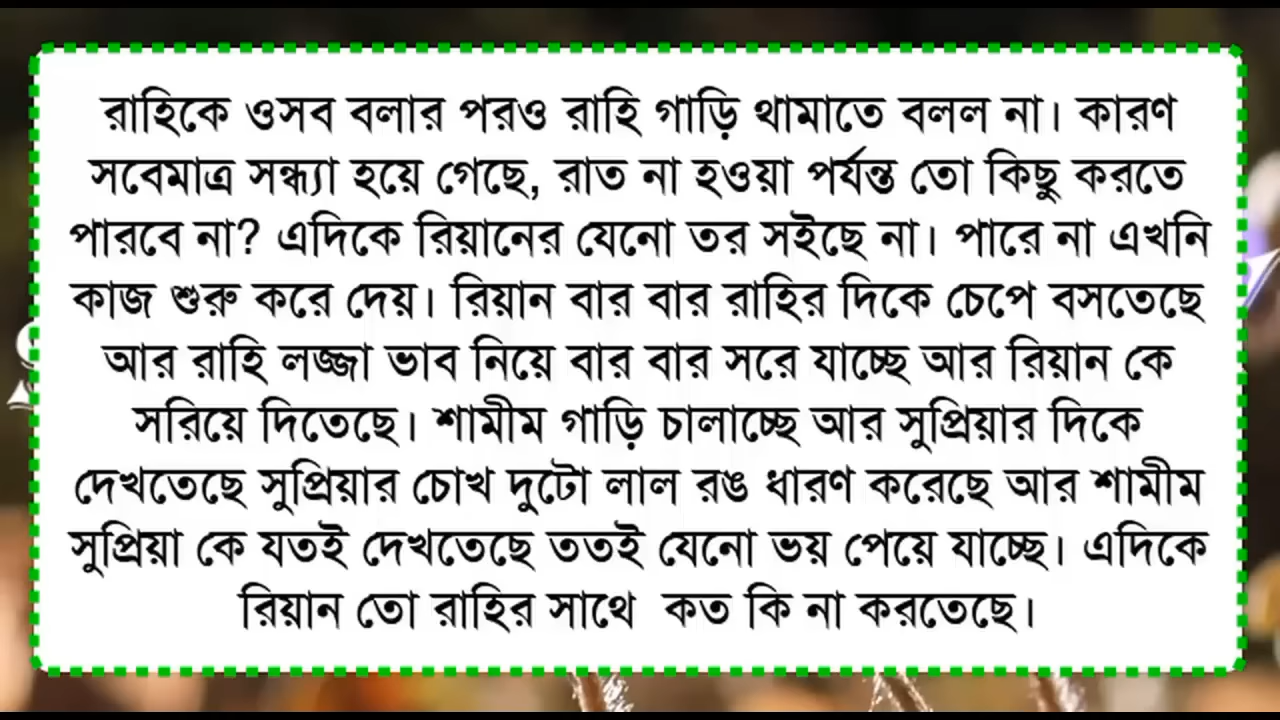 রাহিকে ওসব বলার পরও রাহি গাড়ি থামাতে বলল না। কারণ
সবেমাত্র সন্ধ্যা হয়ে গেছে, রাত না হওয়া পর্যন্ত তো কিছু করতে
পারবে না? এদিকে রিয়ানের যেনো তর সইছে না। পারে না এখনি
কাজ শুরু করে দেয়। রিয়ান বার বার রাহির দিকে চেপে বসতেছে
আর রাহি লজ্জা ভাব নিয়ে বার বার সরে যাচ্ছে আর রিয়ান কে
সরিয়ে দিতেছে। শামীম গাড়ি চালাচ্ছে আর সুপ্রিয়ার দিকে
দেখতেছে সুপ্রিয়ার চোখ দুটো লাল রঙ ধারণ করেছে আর শামীম
সুপ্রিয়া কে যতই দেখতেছে ততই যেনো ভয় পেয়ে যাচ্ছে। এদিকে
রিয়ান তো রাহির সাথে কত কি না করতেছে।